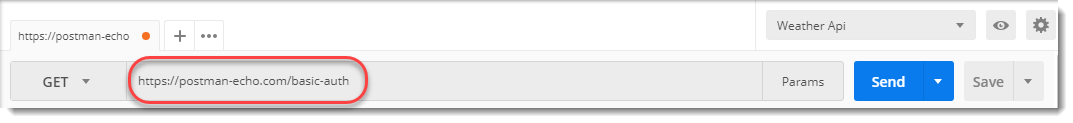 https://postman-echo
Weather Api
GET https://postman-echo.com/basic-auth Params Send Save